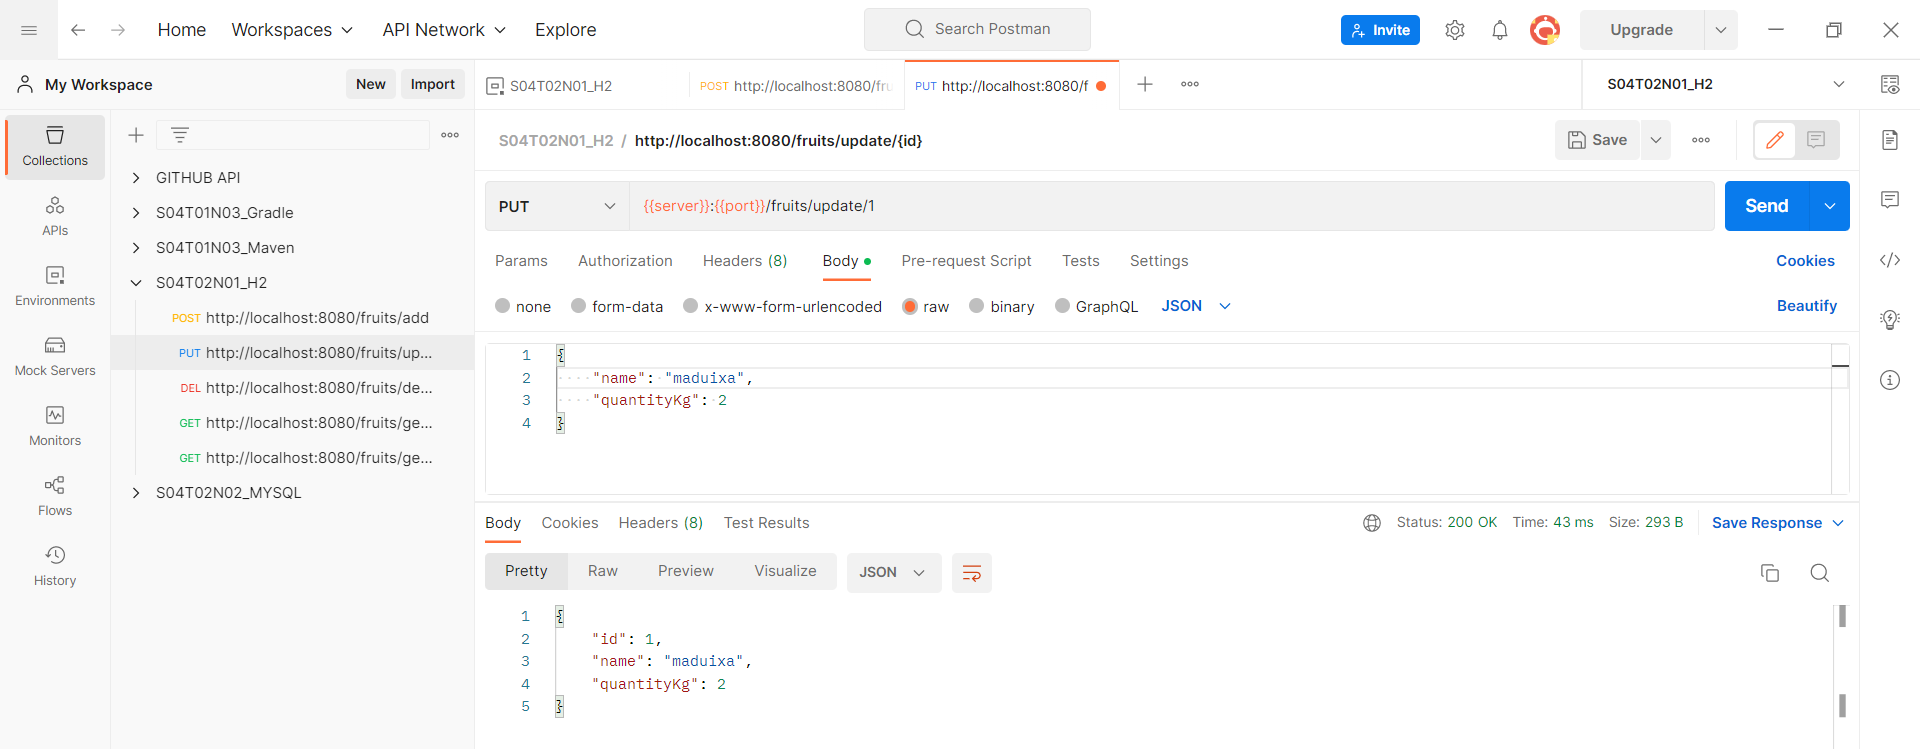 Home Workspaces API Network Explore Search Postman Invite Upgrade
My Workspace New Import
S04T02N01_H2 POST http://localhost:8080/fru PUT http://localhost:8080/f S04T02N01_H2
S04T02N01_H2 / http://localhost:8080/fruits/update/{id} Save
Collections
APIs
Environments
Mock Servers
Monitors
Flows
History
GITHUB API
S04T01N03_Gradle
S04T01N03_Maven
S04T02N01_H2
POST http://localhost:8080/fruits/add
PUT http://localhost:8080/fruits/up...
DEL http://localhost:8080/fruits/de...
GET http://localhost:8080/fruits/ge...
GET http://localhost:8080/fruits/ge...
S04T02N02_MYSQL
PUT {{server}}:{{port}}/fruits/update/1 Send
Params Authorization Headers (8) Body Pre-request Script Tests Settings Cookies
none form-data x-www-form-urlencoded raw binary GraphQL JSON Beautify
1 {
2 "name": "maduixa",
3 "quantityKg": 2
4 }
Body Cookies Headers (8) Test Results Status: 200 OK Time: 43 ms Size: 293 B Save Response
Pretty Raw Preview Visualize JSON
1 {
2 "id": 1,
3 "name": "maduixa",
4 "quantityKg": 2
5 }